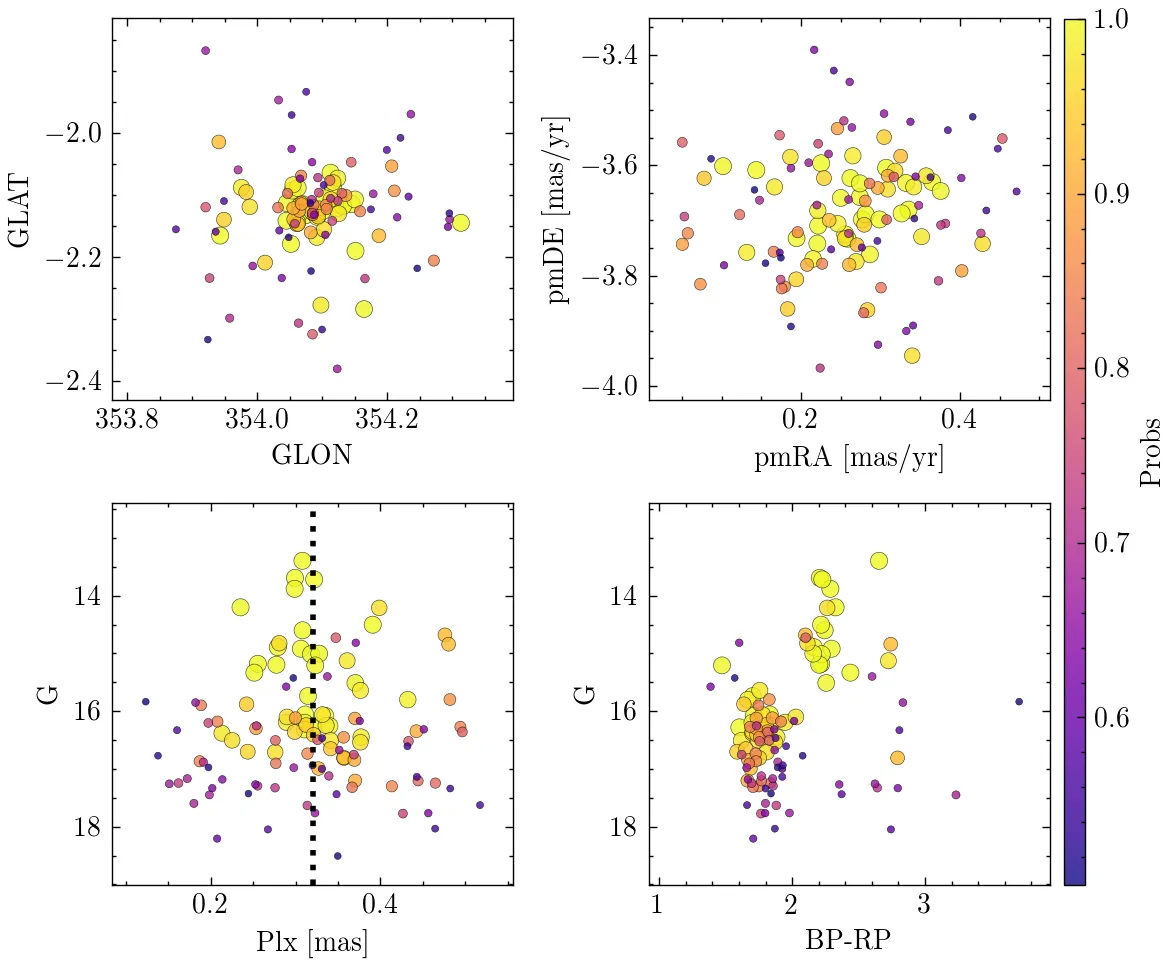 −2.0
−2.2
−2.4
GLAT
353.8 354.0 354.2
GLON
−3.4
−3.6
−3.8
−4.0
pmDE [mas/yr]
0.2 0.4
pmRA [mas/yr]
14
16
18
G
0.2 0.4
Plx [mas]
14
16
18
G
1 2 3
BP-RP
1.0
0.9
0.8
0.7
0.6
Probs